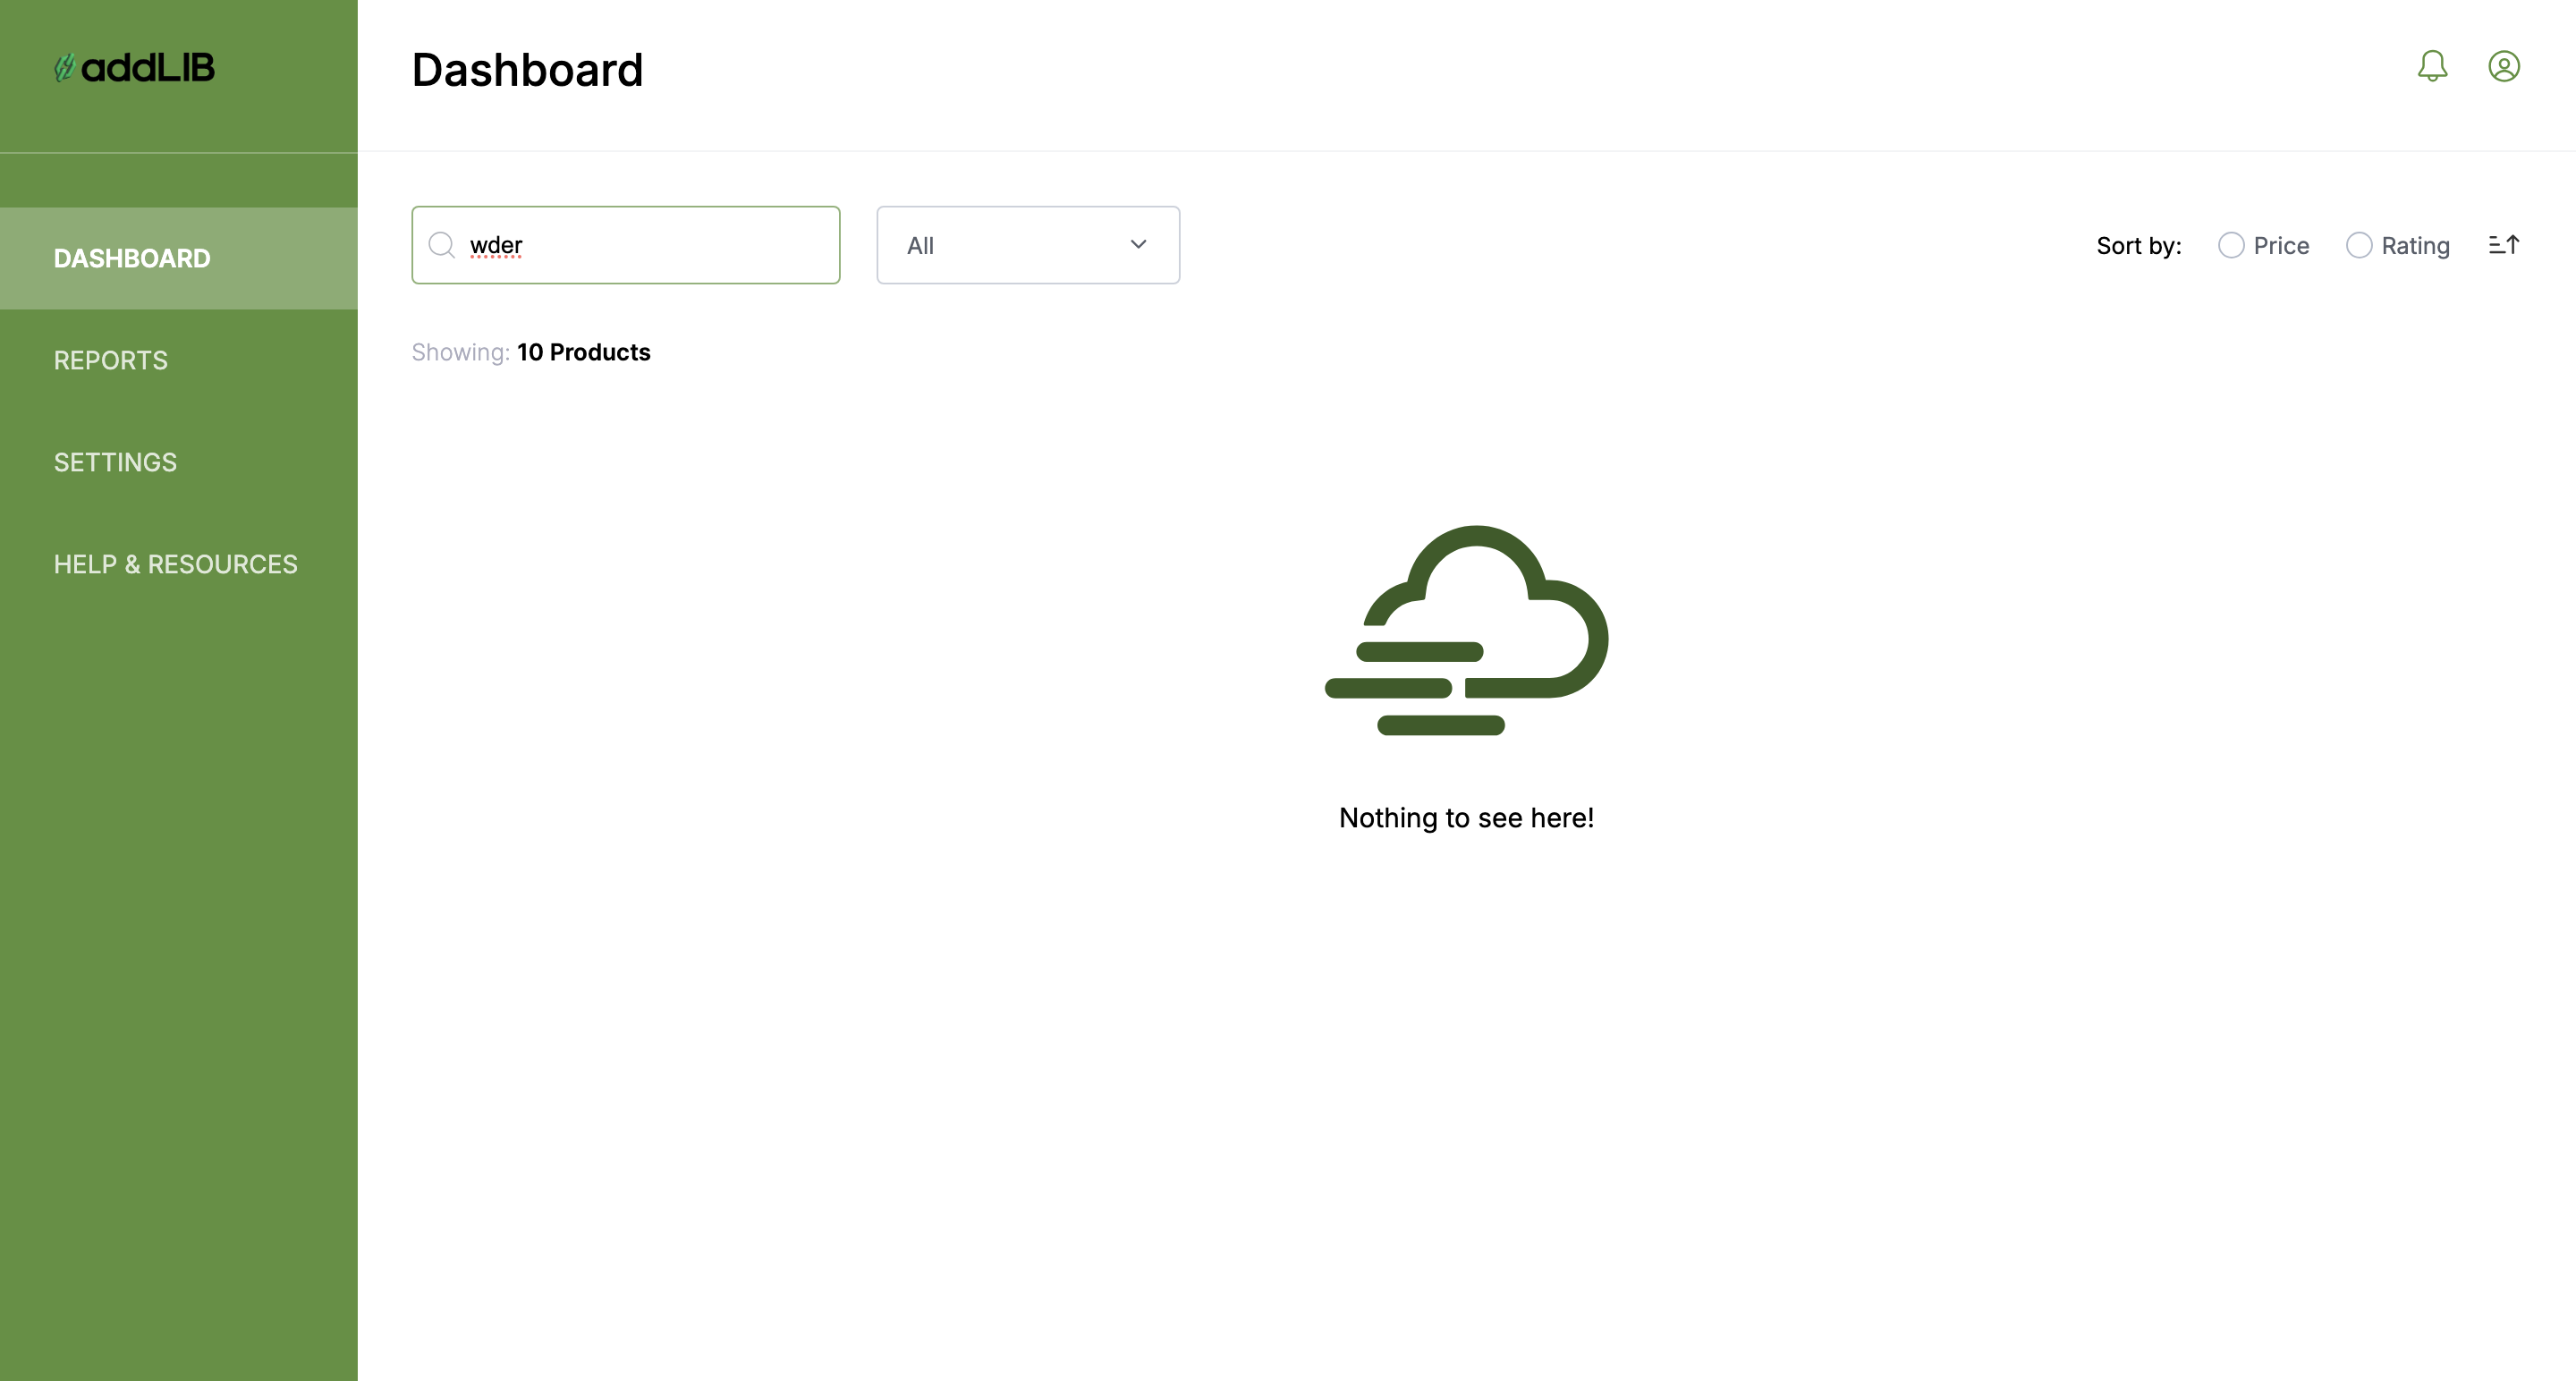 addLIB
Dashboard
DASHBOARD
REPORTS
SETTINGS
HELP & RESOURCES
wder
All
Sort by: Price Rating
Showing: 10 Products
Nothing to see here!